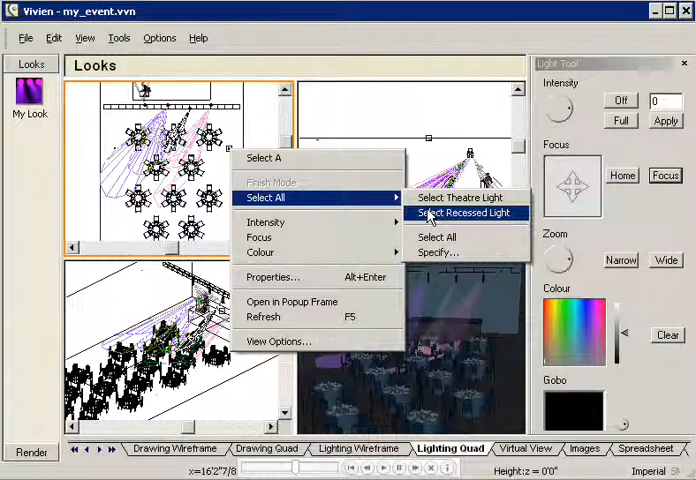 Vivien - my_event.vvn
File Edit View Tools Options Help
Looks
Looks
My Look
Render
Select A
Finish Mode
Select All
Intensity
Focus
Colour
Properties... Alt+Enter
Open in Popup Frame
Refresh F5
View Options...
Select Theatre Light
Select Recessed Light
Select All
Specify...
Light Tool
Intensity
Off 0
Full Apply
Focus
Home Focus
Zoom
Narrow Wide
Colour
Clear
Gobo
Drawing Wireframe Drawing Quad Lighting Wireframe Lighting Quad Virtual View Images Spreadsheet
x=16'2"7/8 Height:z = 0'0" Imperial